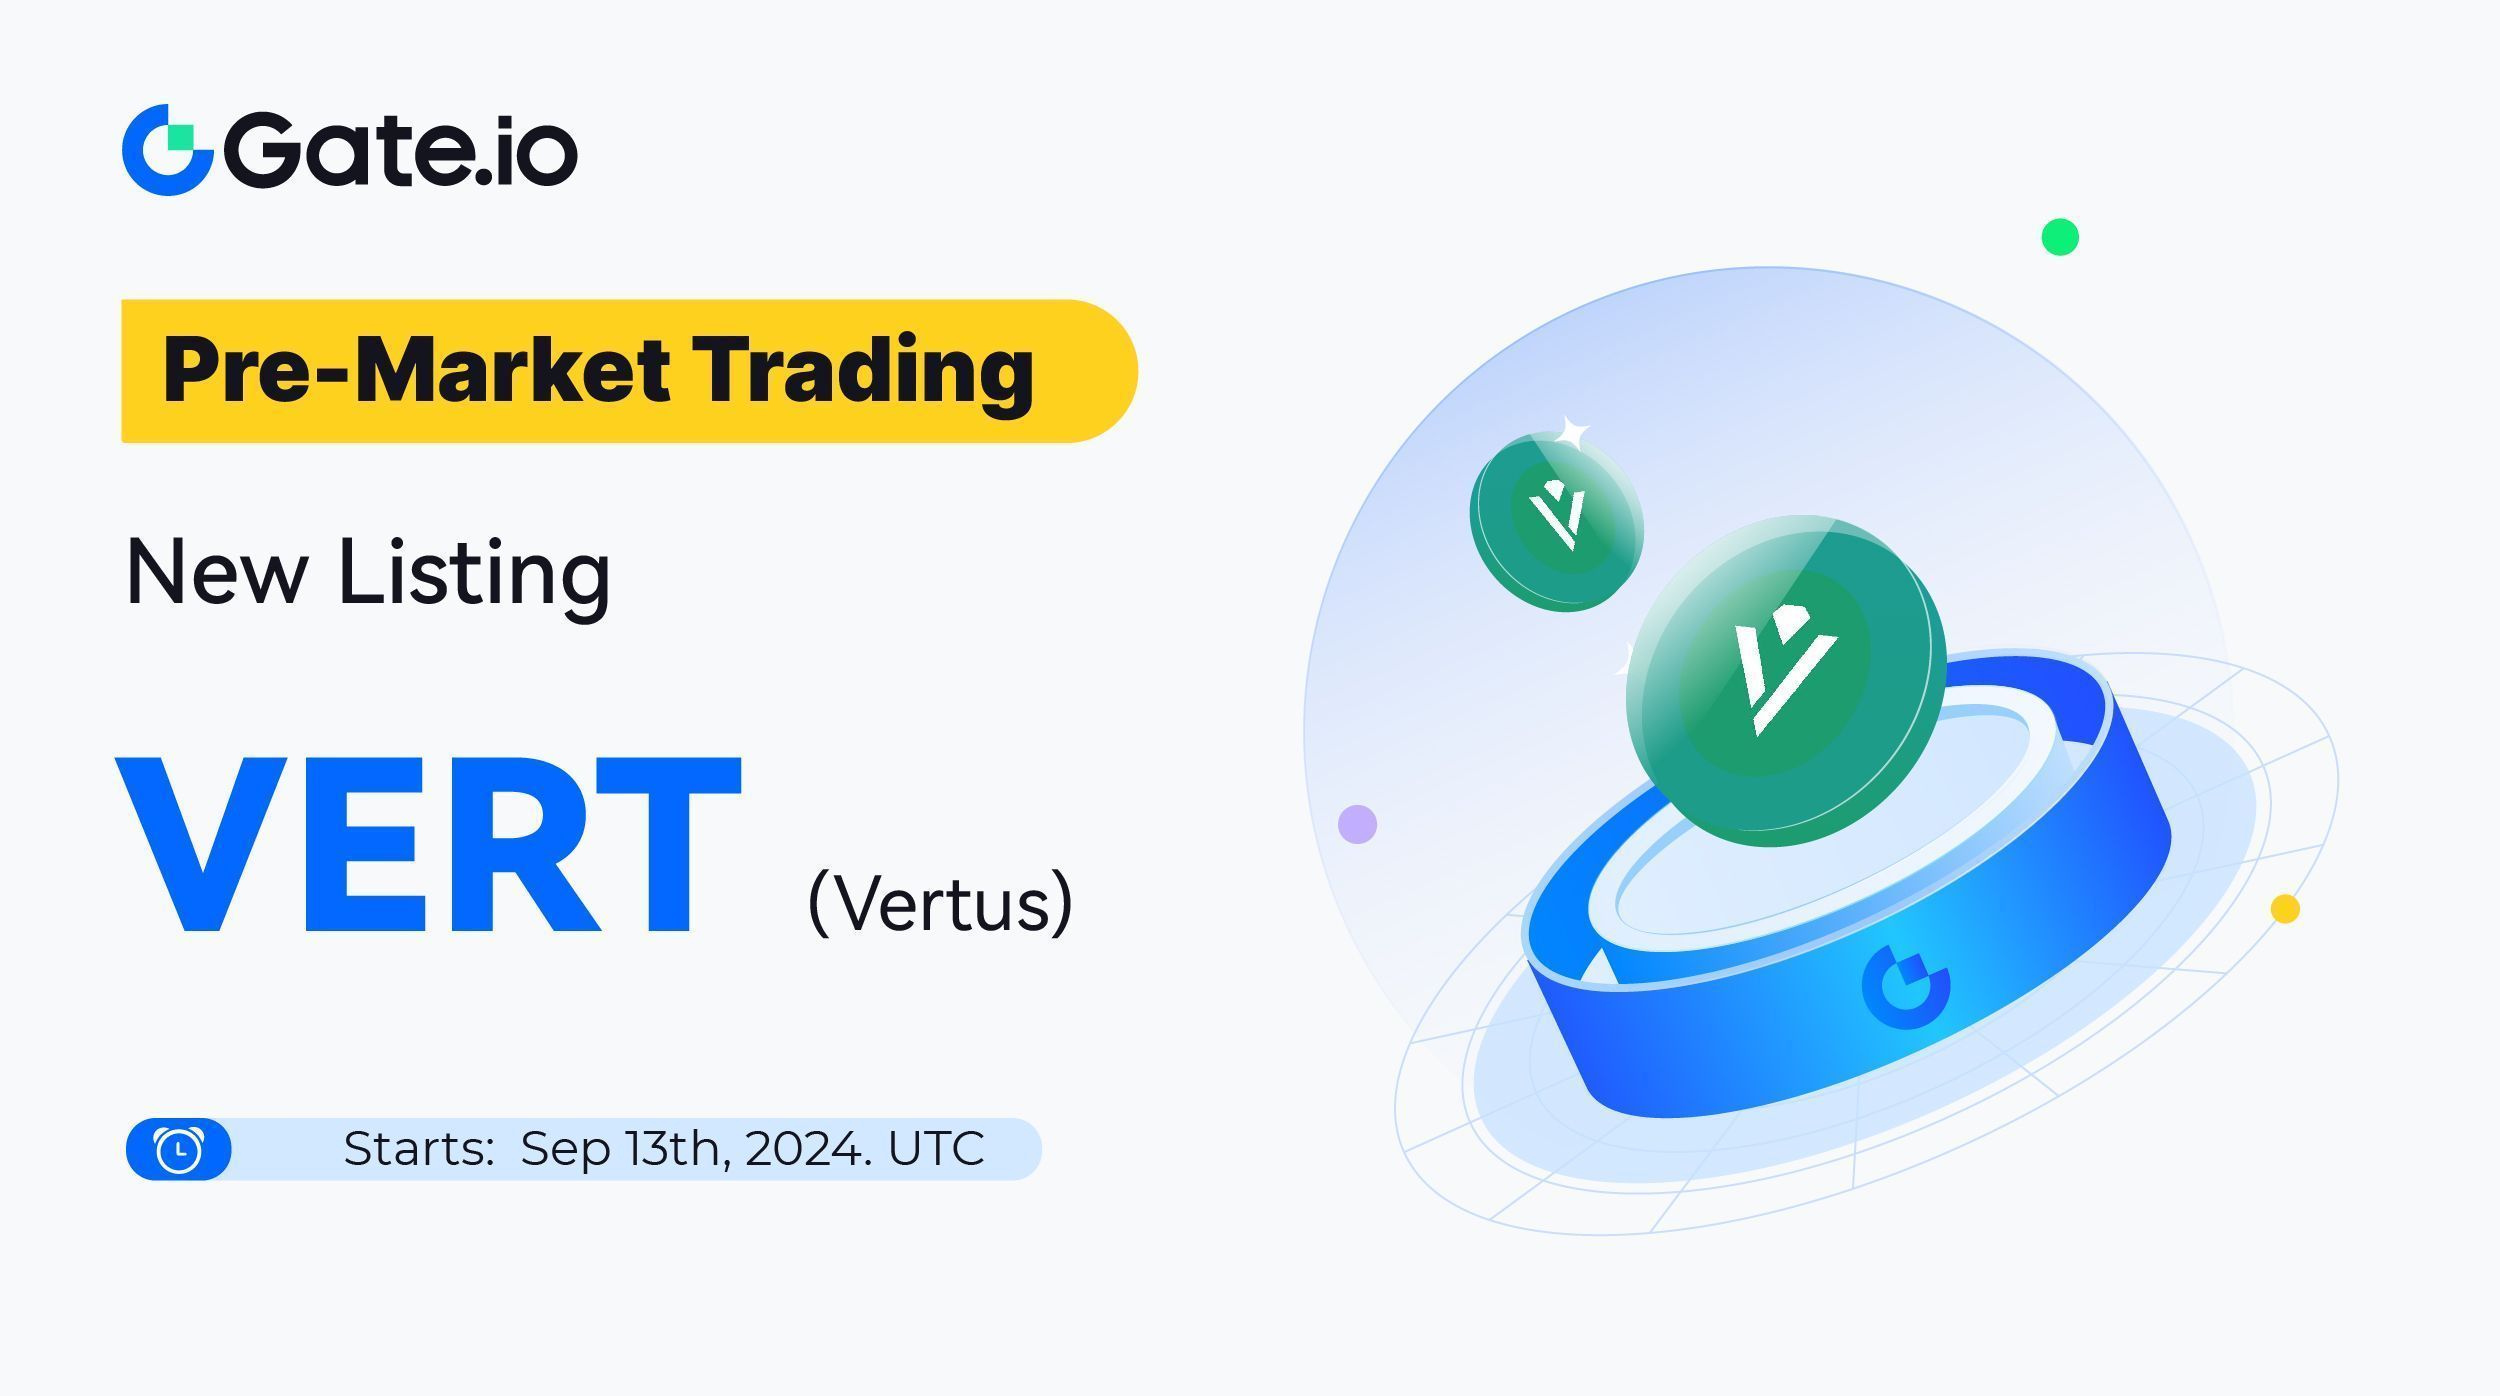 Gate.io
Pre-Market Trading
New Listing
VERT (Vertus)
Starts: Sep 13th, 2024. UTC